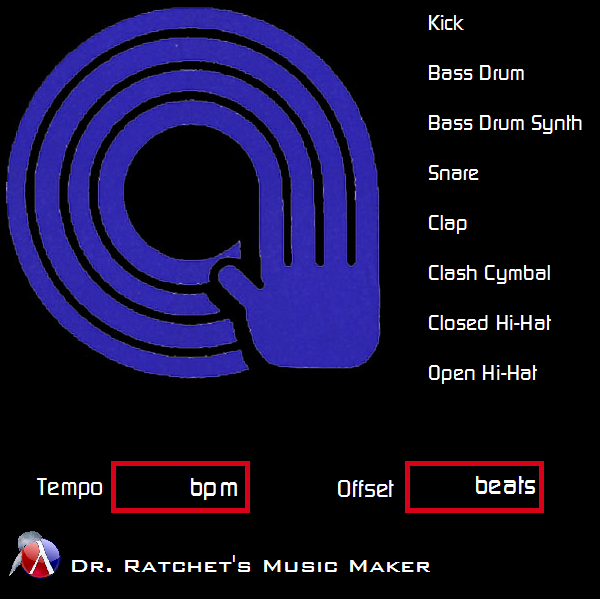 Kick
Bass Drum
Bass Drum Synth
Snare
Clap
Clash Cymbal
Closed Hi-Hat
Open Hi-Hat
Tempo bpm Offset beats
Dr. Ratchet's Music Maker